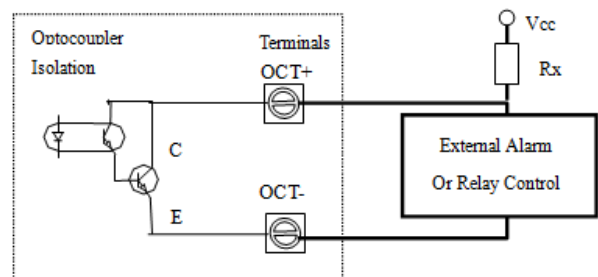 Optocoupler
Isolation
Terminals
OCT+
Vcc
Rx
C
External Alarm
Or Relay Control
OCT-
E